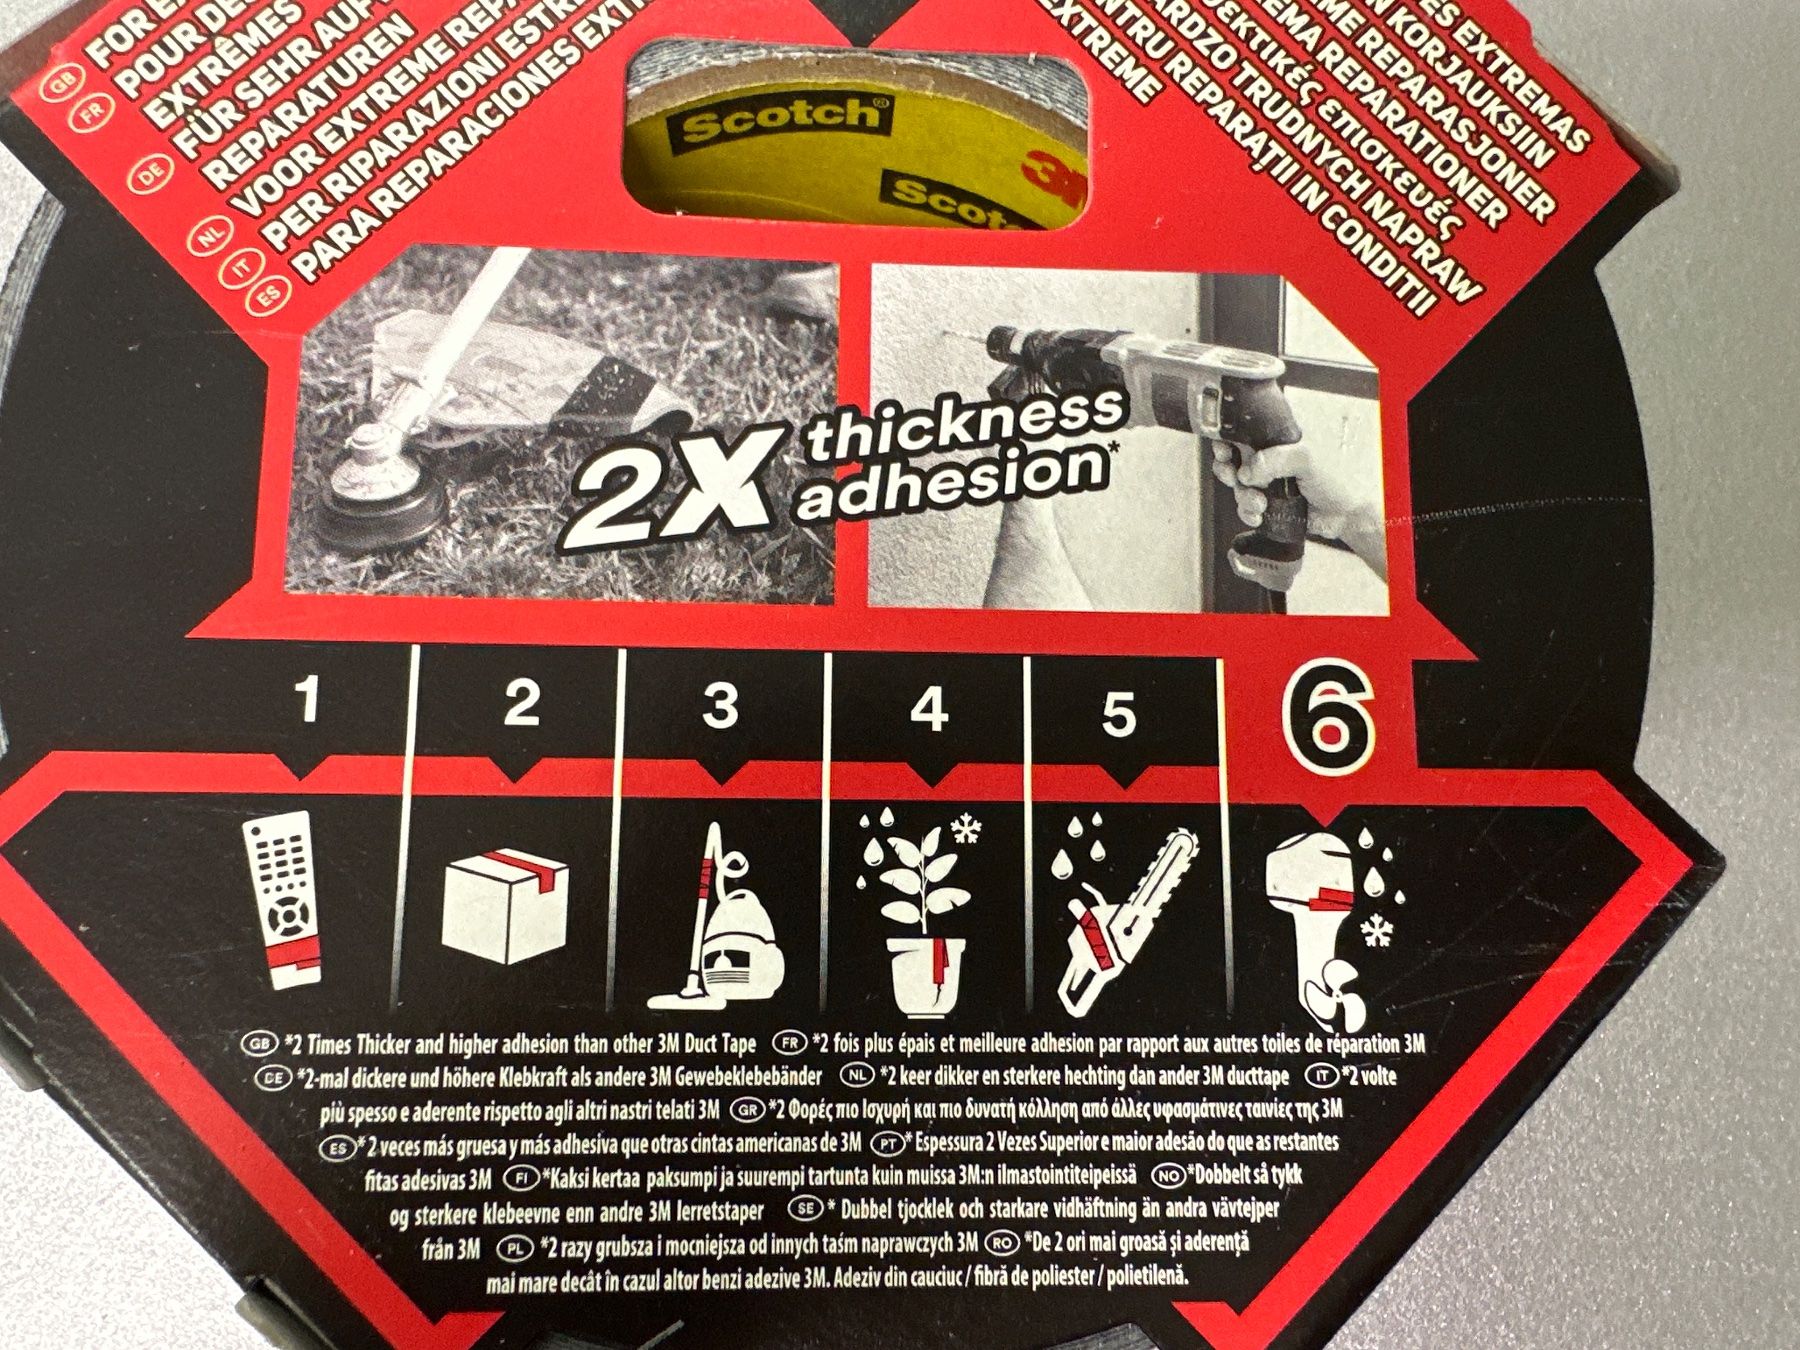 GB FOR
FR POUR DES
EXTRÊMES
DE FÜR SEHR
REPARATUREN
NL VOOR EXTREME
IT PER RIPARAZIONI
ES PARA REPARACIONES
Scotch®
Scot
3M
EXTREMAS
KORJAUKSIIN
REPARASJONER
REPARATIONER
επισκευές
TRUDNYCH NAPRAW
REPARAȚII IN CONDITII
EXTREME
2X thickness
adhesion*
1 2 3 4 5 6
GB *2 Times Thicker and higher adhesion than other 3M Duct Tape FR *2 fois plus épais et meilleure adhesion par rapport aux autres toiles de réparation 3M
DE *2-mal dickere und höhere Klebkraft als andere 3M Gewebeklebebänder NL *2 keer dikker en sterkere hechting dan ander 3M ducttape IT *2 volte
più spesso e aderente rispetto agli altri nastri telati 3M GR *2 Φορές πιο Ισχυρή και πιο δυνατή κόλληση από άλλές υφασμάτινες ταινίες της 3M
ES * 2 veces más gruesa y más adhesiva que otras cintas americanas de 3M PT * Espessura 2 Vezes Superior e maior adesão do que as restantes
fitas adesivas 3M FI *Kaksi kertaa paksumpi ja suurempi tartunta kuin muissa 3M:n ilmastointiteipeissä NO *Dobbelt så tykk
og sterkere klebeevne enn andre 3M lerretstaper SE * Dubbel tjocklek och starkare vidhäftning än andra vävtejper
från 3M PL *2 razy grubsza i mocniejsza od innych taśm naprawczych 3M RO *De 2 ori mai groasă și aderență
mai mare decât în cazul altor benzi adezive 3M. Adeziv din cauciuc / fibră de poliester / polietilenă.